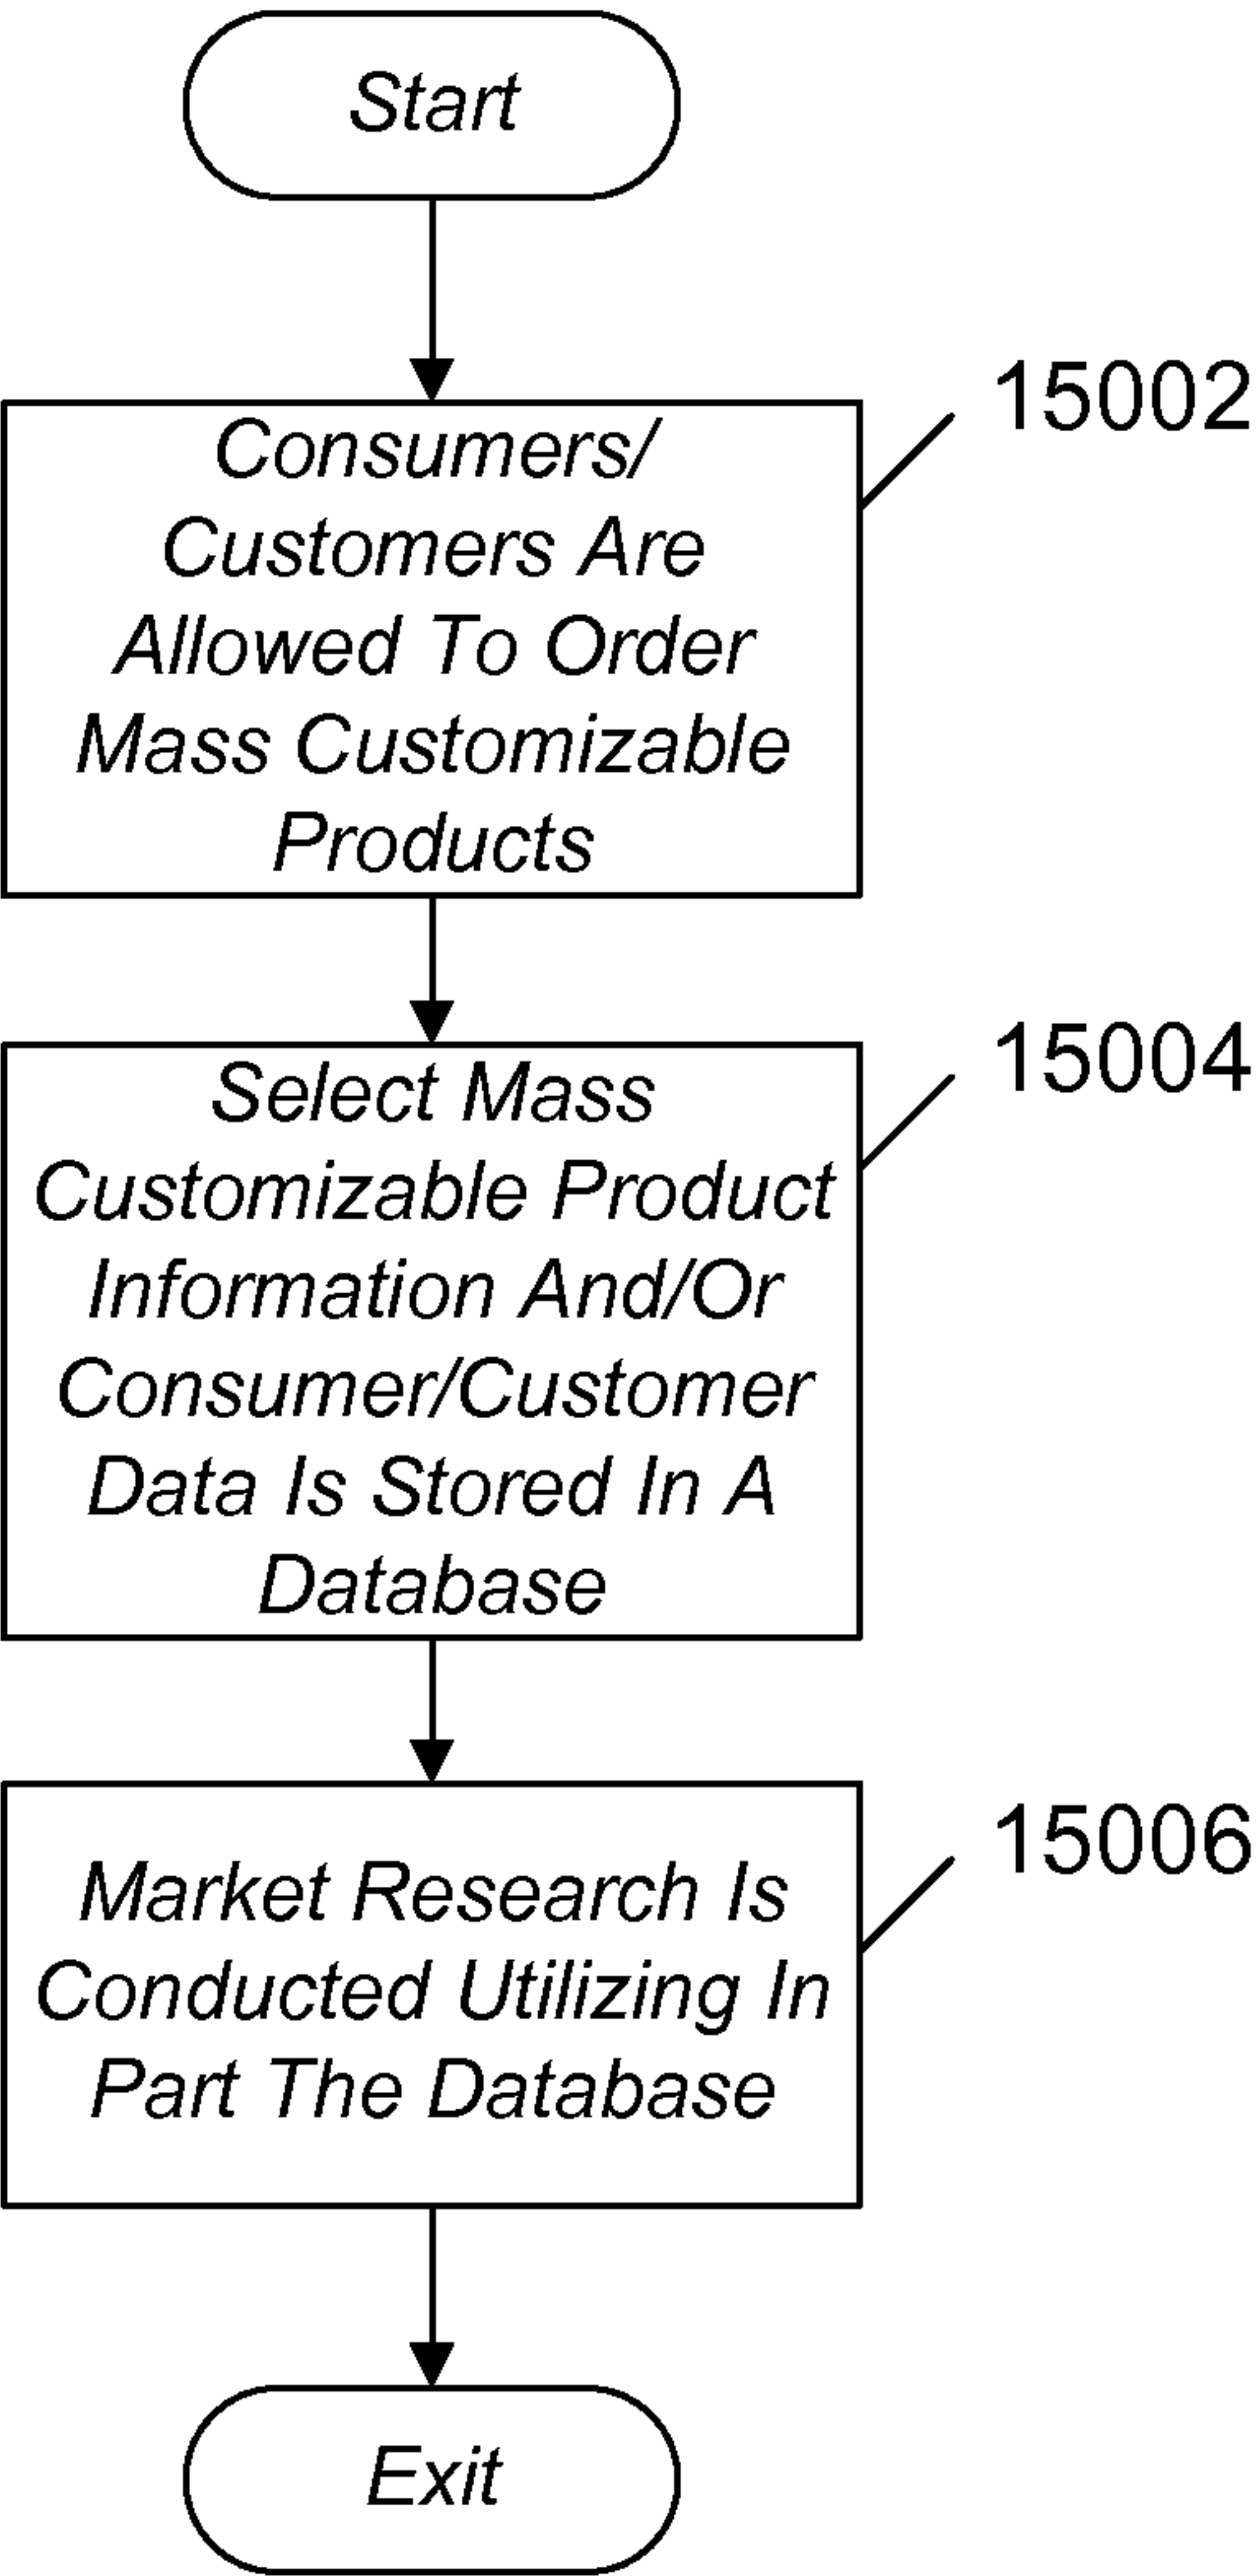 Start
15002
Consumers/
Customers Are
Allowed To Order
Mass Customizable
Products
15004
Select Mass
Customizable Product
Information And/Or
Consumer/Customer
Data Is Stored In A
Database
15006
Market Research Is
Conducted Utilizing In
Part The Database
Exit